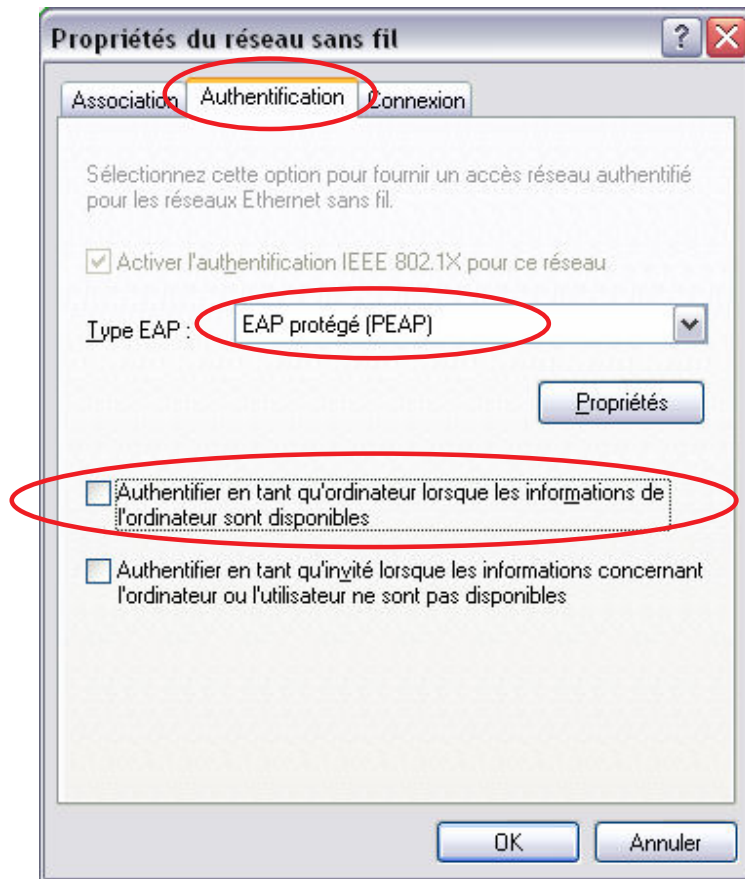 Propriétés du réseau sans fil
?
Association Authentification Connexion
Sélectionnez cette option pour fournir un accès réseau authentifié
pour les réseaux Ethernet sans fil.
Activer l'authentification IEEE 802.1X pour ce réseau
Type EAP : EAP protégé (PEAP)
Propriétés
Authentifier en tant qu'ordinateur lorsque les informations de
l'ordinateur sont disponibles
Authentifier en tant qu'invité lorsque les informations concernant
l'ordinateur ou l'utilisateur ne sont pas disponibles
OK Annuler